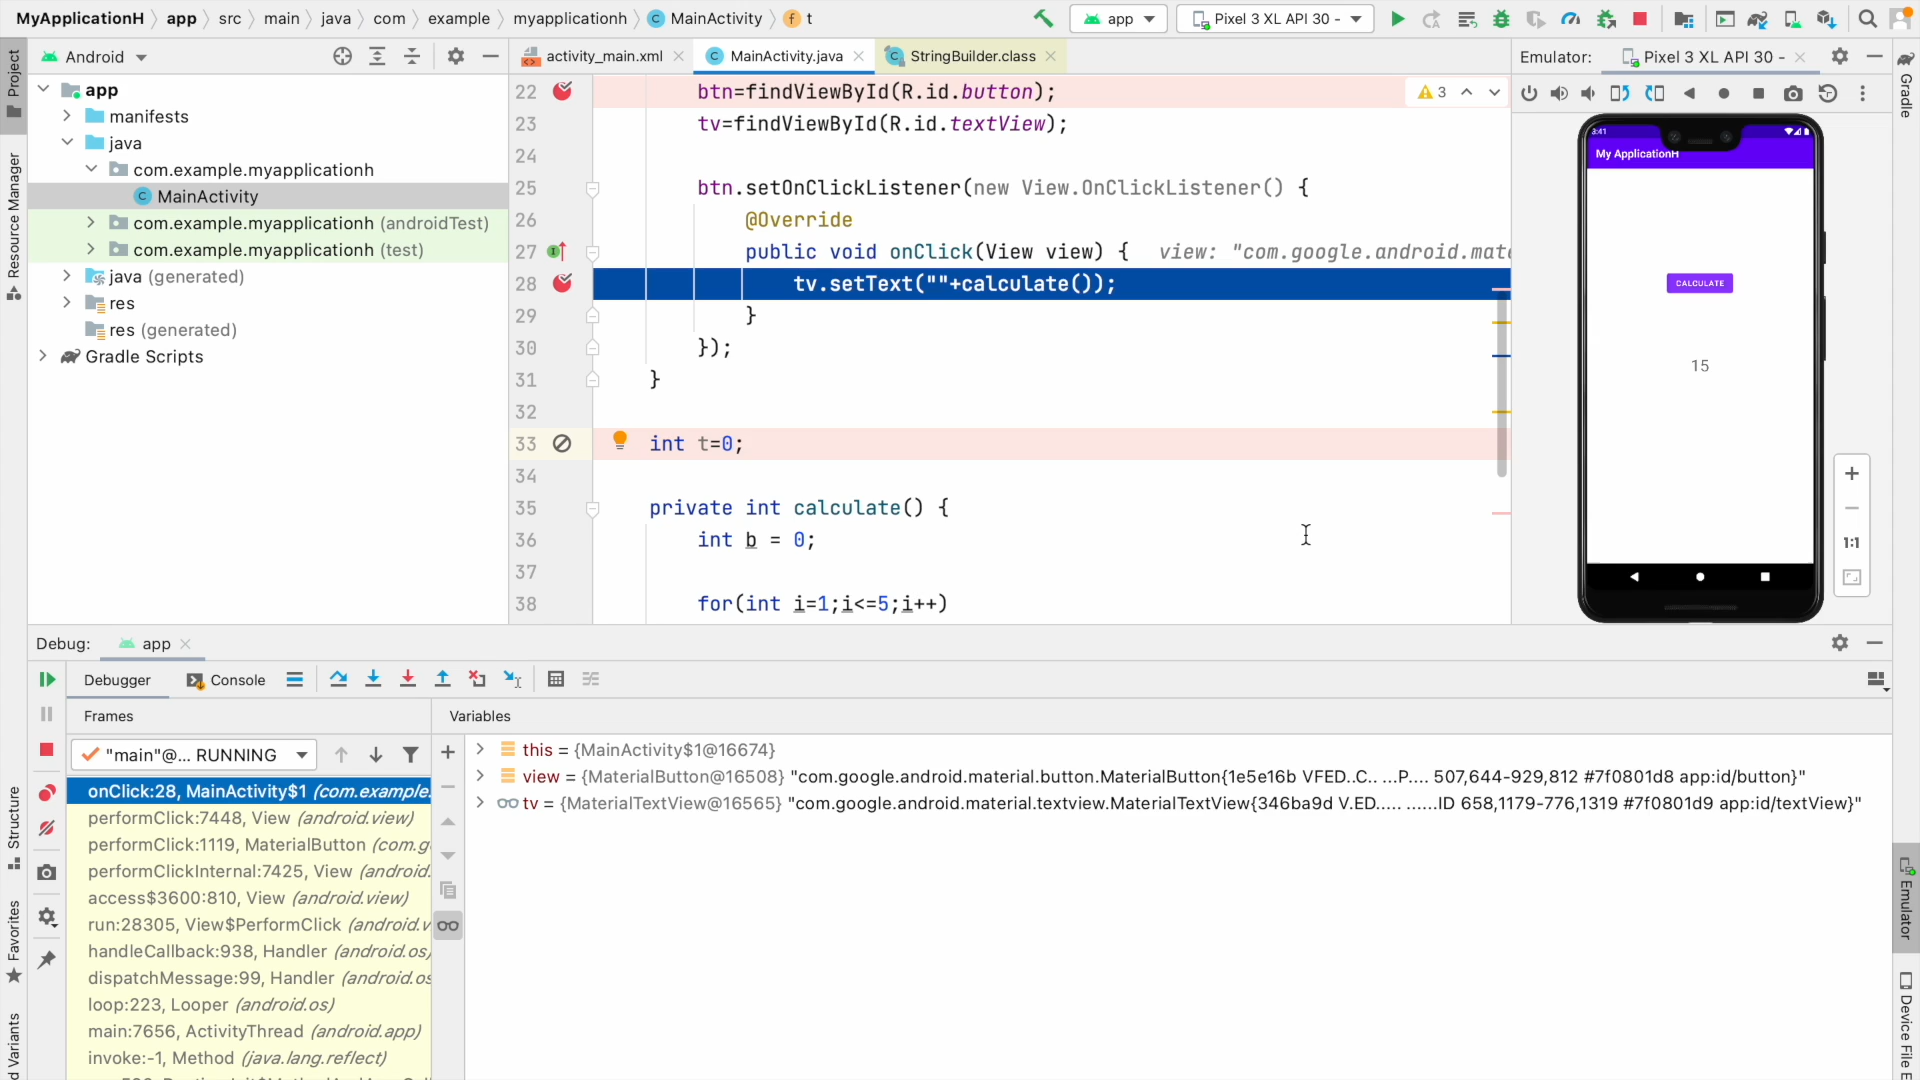 MyApplicationH app src main java com example myapplicationh MainActivity t app Pixel 3 XL API 30 -
Android
activity_main.xml MainActivity.java StringBuilder.class
Emulator: Pixel 3 XL API 30 -
Project
Resource Manager
Structure
Favorites
Gradle
Emulator
app
manifests
java
com.example.myapplicationh
MainActivity
com.example.myapplicationh (androidTest)
com.example.myapplicationh (test)
java (generated)
res
res (generated)
Gradle Scripts
3
22 btn=findViewById(R.id.button);
23 tv=findViewById(R.id.textView);
24
25 btn.setOnClickListener(new View.OnClickListener() {
26 @Override
27 public void onClick(View view) { view: "com.google.android.mate
28 tv.setText(""+calculate());
29 }
30 });
31 }
32
33 int t=0;
34
35 private int calculate() {
36 int b = 0;
37
38 for(int i=1;i<=5;i++)
3:41
My ApplicationH
CALCULATE
15
1:1
Debug: app
Debugger Console
Frames
Variables
"main"@... RUNNING
onClick:28, MainActivity$1 (com.example.
performClick:7448, View (android.view)
performClick:1119, MaterialButton (com.g
performClickInternal:7425, View (android.
access$3600:810, View (android.view)
run:28305, View$PerformClick (android.v
handleCallback:938, Handler (android.os)
dispatchMessage:99, Handler (android.os
loop:223, Looper (android.os)
main:7656, ActivityThread (android.app)
invoke:-1, Method (java.lang.reflect)
this = {MainActivity$1@16674}
view = {MaterialButton@16508} "com.google.android.material.button.MaterialButton{1e5e16b VFED..C.. ...P.... 507,644-929,812 #7f0801d8 app:id/button}"
tv = {MaterialTextView@16565} "com.google.android.material.textview.MaterialTextView{346ba9d V.ED..... ......ID 658,1179-776,1319 #7f0801d9 app:id/textView}"
d Variants
Device File E